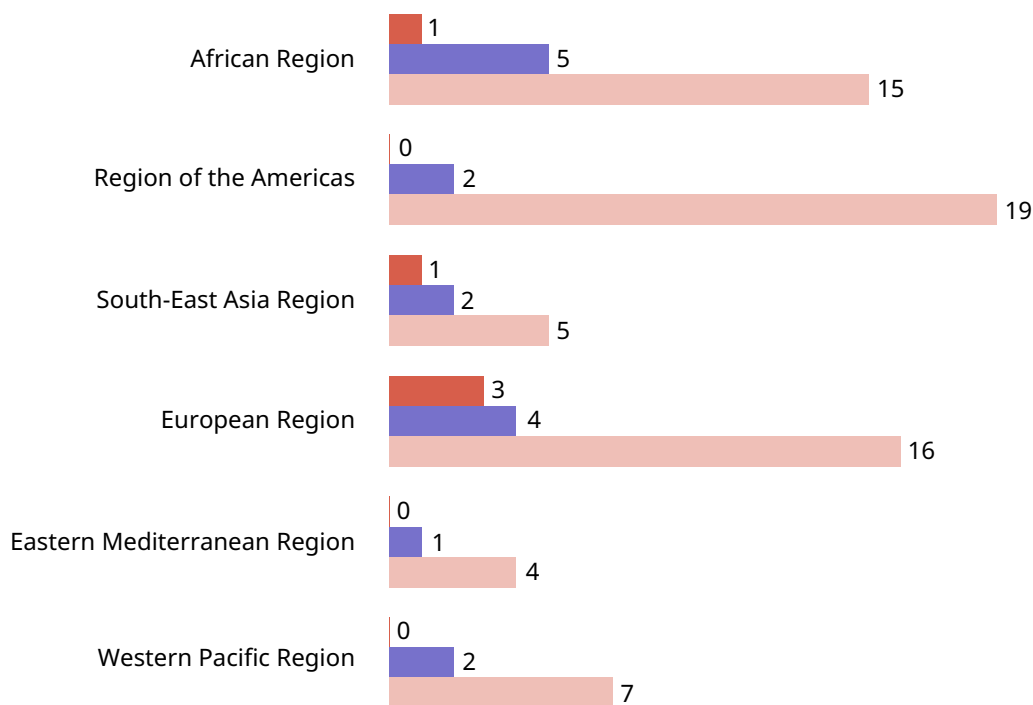 1
African Region 5
15
0
Region of the Americas 2
19
1
South-East Asia Region 2
5
3
European Region 4
16
0
Eastern Mediterranean Region 1
4
0
Western Pacific Region 2
7